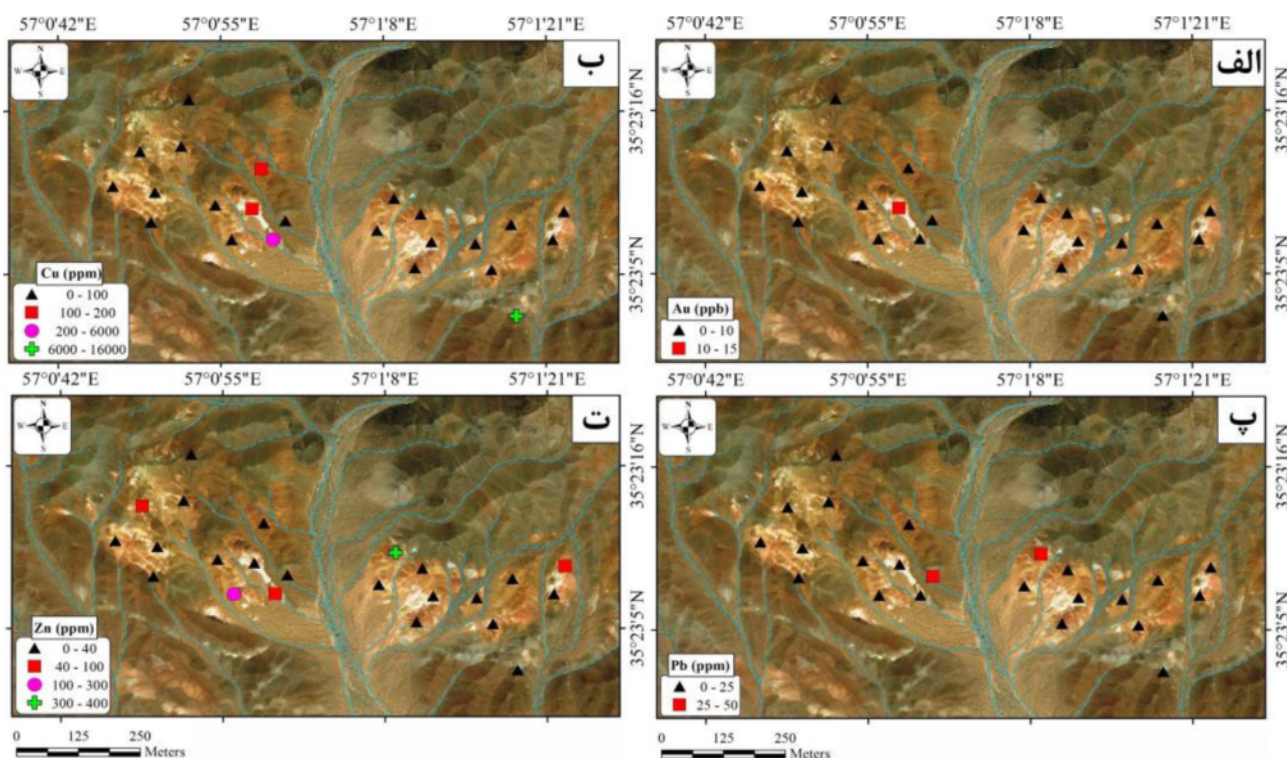 57°0'42"E 57°0'55"E 57°1'8"E 57°1'21"E
الف
N
W E
S
35°23'16"N
35°23'5"N
Au (ppb)
0 - 10
10 - 15
57°0'42"E 57°0'55"E 57°1'8"E 57°1'21"E
ب
N
W E
S
35°23'16"N
35°23'5"N
Cu (ppm)
0 - 100
100 - 200
200 - 6000
6000 - 16000
57°0'42"E 57°0'55"E 57°1'8"E 57°1'21"E
پ
N
W E
S
35°23'16"N
35°23'5"N
Pb (ppm)
0 - 25
25 - 50
0 125 250
Meters
57°0'42"E 57°0'55"E 57°1'8"E 57°1'21"E
ت
N
W E
S
35°23'16"N
35°23'5"N
Zn (ppm)
0 - 40
40 - 100
100 - 300
300 - 400
0 125 250
Meters